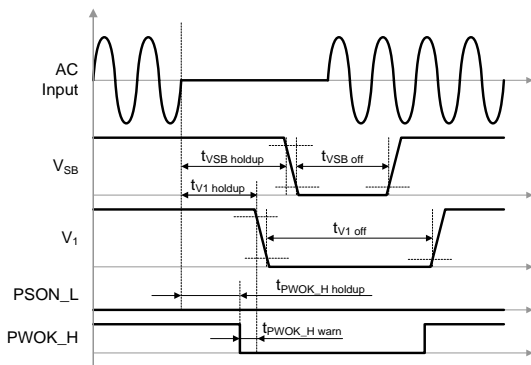 AC
Input
VSB
tVSB holdup
tVSB off
tV1 holdup
V1
tV1 off
PSON_L
tPWOK_H holdup
PWOK_H
tPWOK_H warn